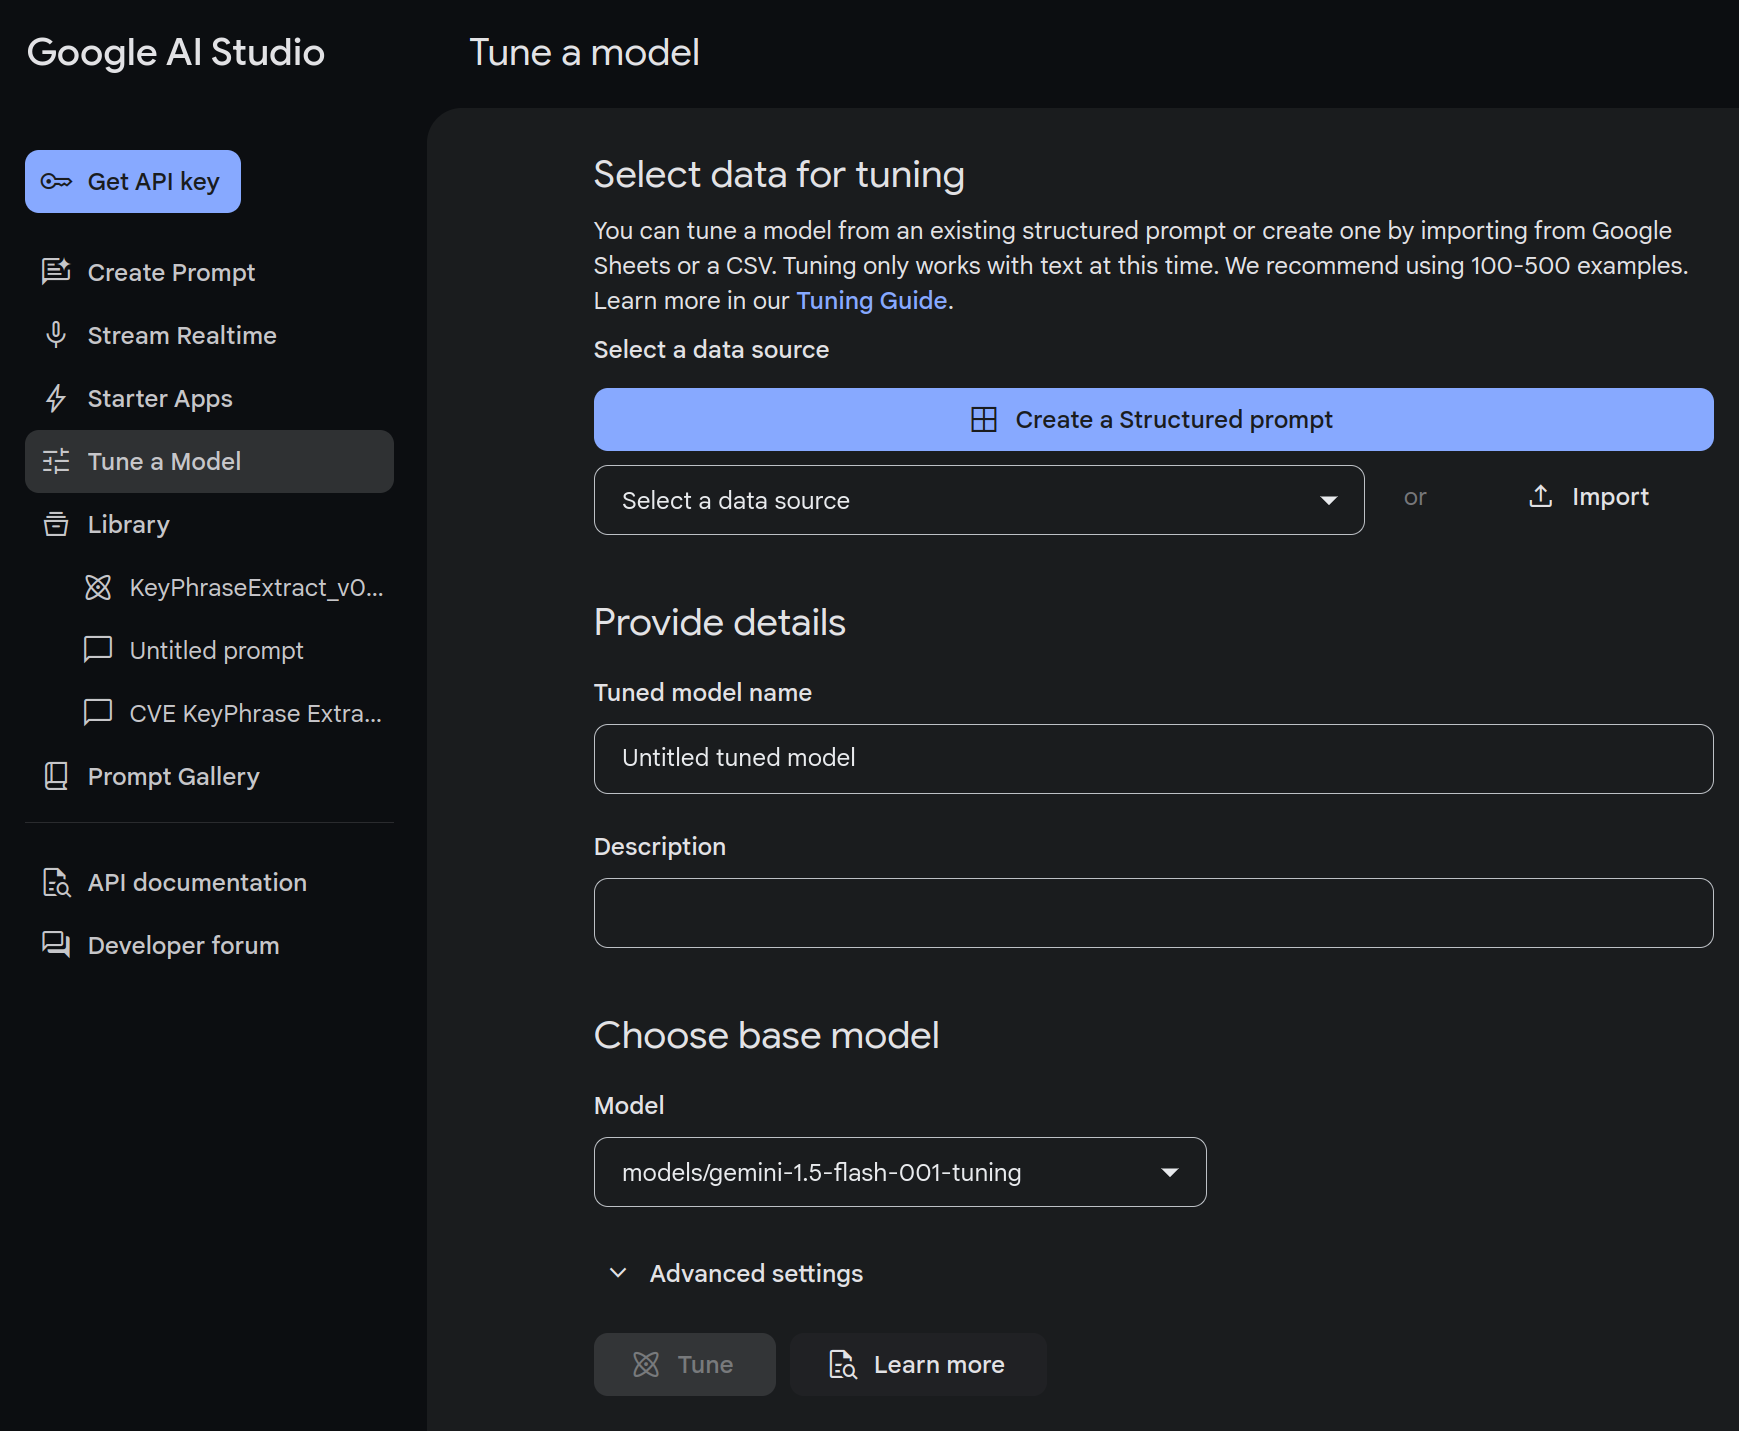 Google AI Studio
Tune a model
Get API key
Create Prompt
Stream Realtime
Starter Apps
Tune a Model
Library
KeyPhraseExtract_v0...
Untitled prompt
CVE KeyPhrase Extra...
Prompt Gallery
API documentation
Developer forum
Select data for tuning
You can tune a model from an existing structured prompt or create one by importing from Google
Sheets or a CSV. Tuning only works with text at this time. We recommend using 100-500 examples.
Learn more in our Tuning Guide.
Select a data source
Create a Structured prompt
Select a data source
or
Import
Provide details
Tuned model name
Untitled tuned model
Description
Choose base model
Model
models/gemini-1.5-flash-001-tuning
Advanced settings
Tune
Learn more